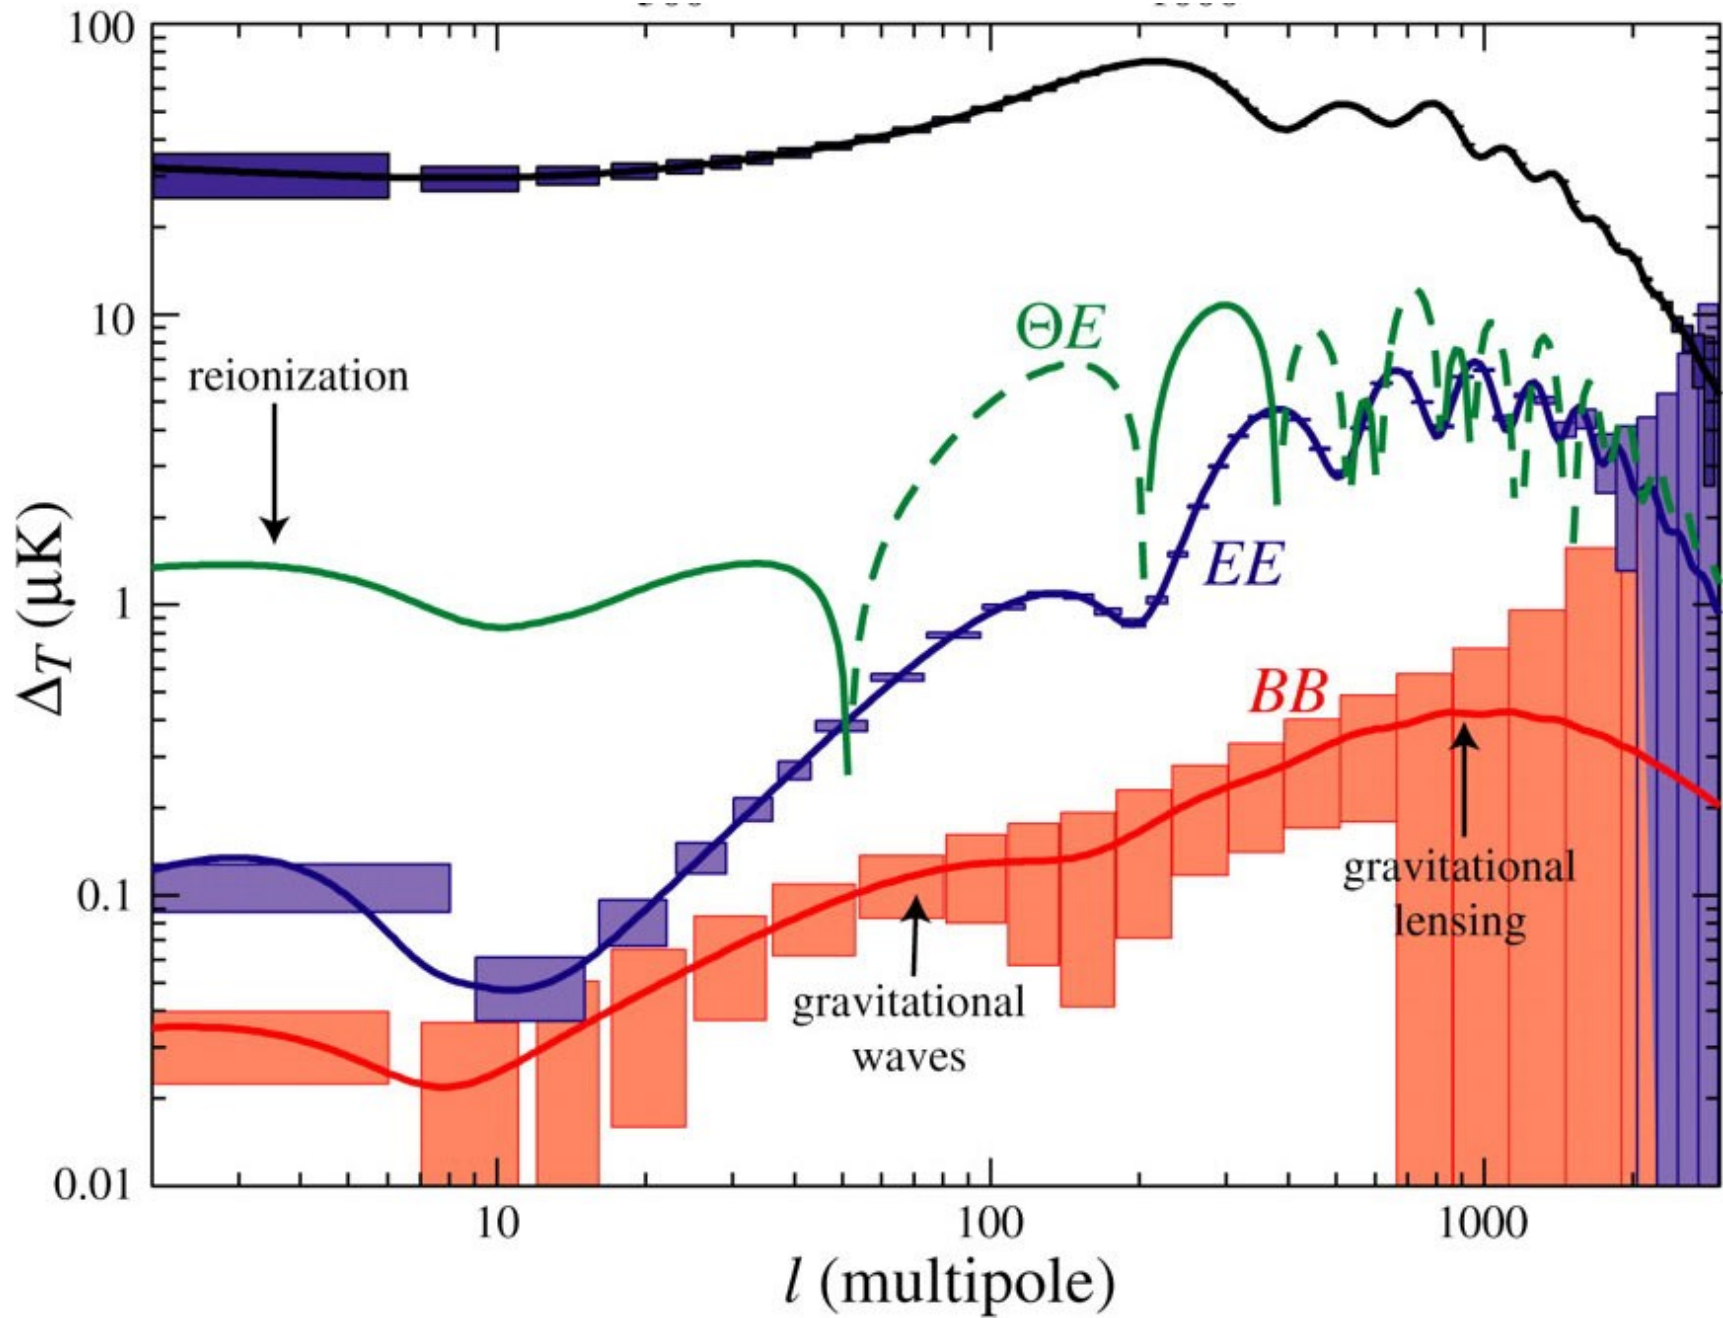 100
10
1
0.1
0.01
ΔT (μK)
reionization
ΘE
EE
BB
gravitational
waves
gravitational
lensing
10
100
1000
l (multipole)